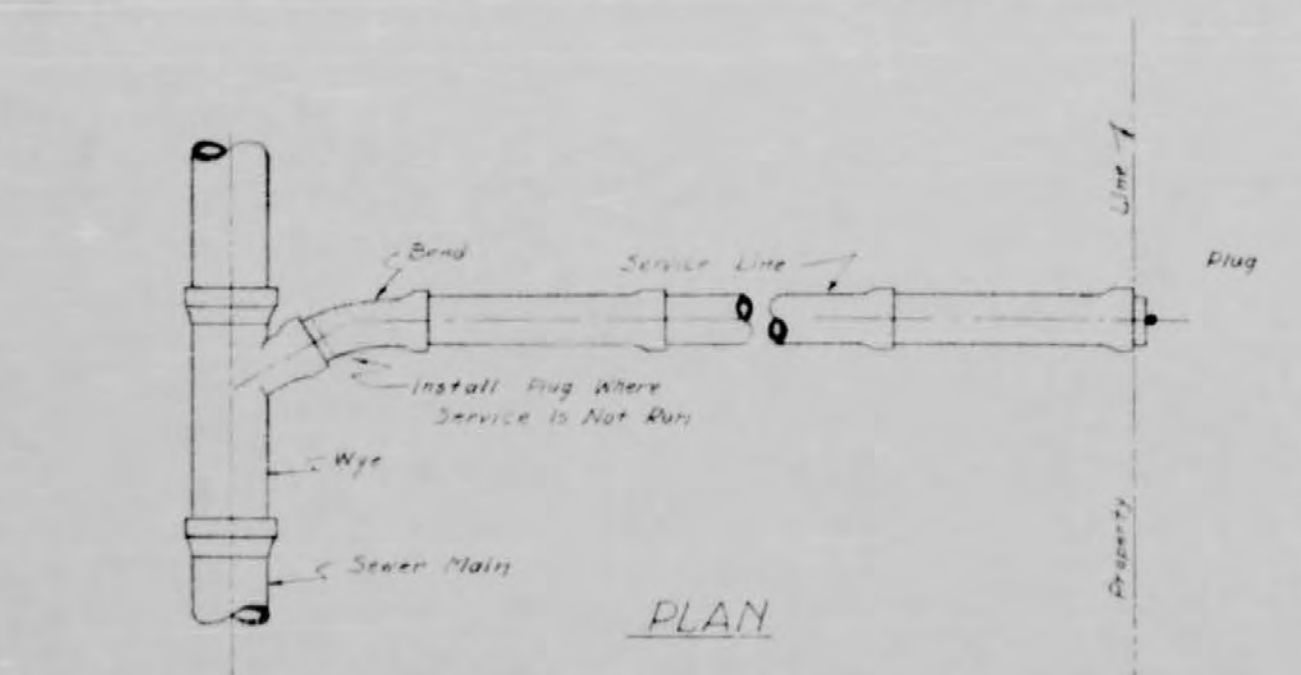 Line
Bend
Service Line
Plug
Install Plug Where
Service Is Not Run
Wye
Property
Sewer Main
PLAN